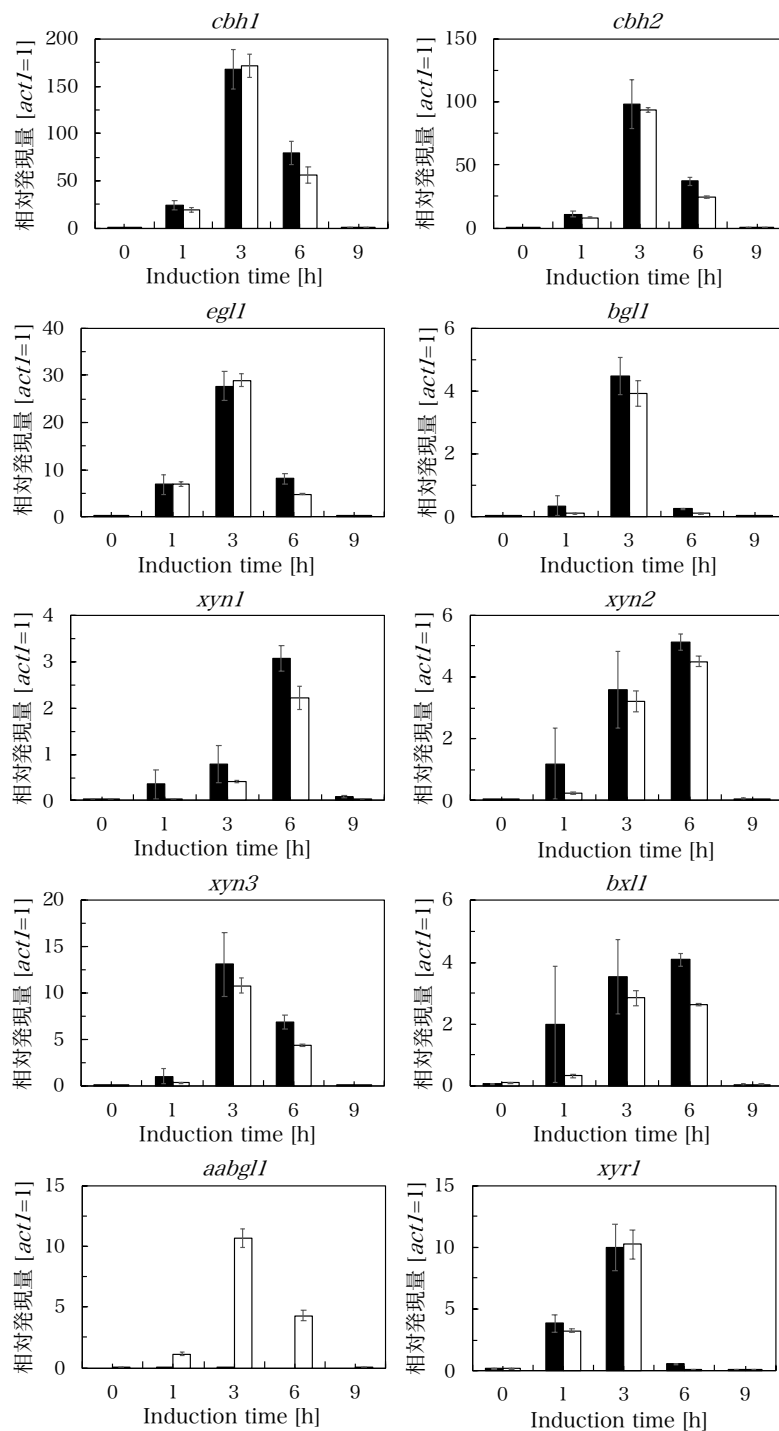 cbh1
相対発現量 [act1=1]
200
150
100
50
0
0 1 3 6 9
Induction time [h]
cbh2
相対発現量 [act1=1]
150
100
50
0
0 1 3 6 9
Induction time [h]
egl1
相対発現量 [act1=1]
40
30
20
10
0
0 1 3 6 9
Induction time [h]
bgl1
相対発現量 [act1=1]
6
4
2
0
0 1 3 6 9
Induction time [h]
xyn1
相対発現量 [act1=1]
4
3
2
1
0
0 1 3 6 9
Induction time [h]
xyn2
相対発現量 [act1=1]
6
4
2
0
0 1 3 6 9
Induction time [h]
xyn3
相対発現量 [act1=1]
20
15
10
5
0
0 1 3 6 9
Induction time [h]
bxl1
相対発現量 [act1=1]
6
4
2
0
0 1 3 6 9
Induction time [h]
aabgl1
相対発現量 [act1=1]
15
10
5
0
0 1 3 6 9
Induction time [h]
xyr1
相対発現量 [act1=1]
15
10
5
0
0 1 3 6 9
Induction time [h]